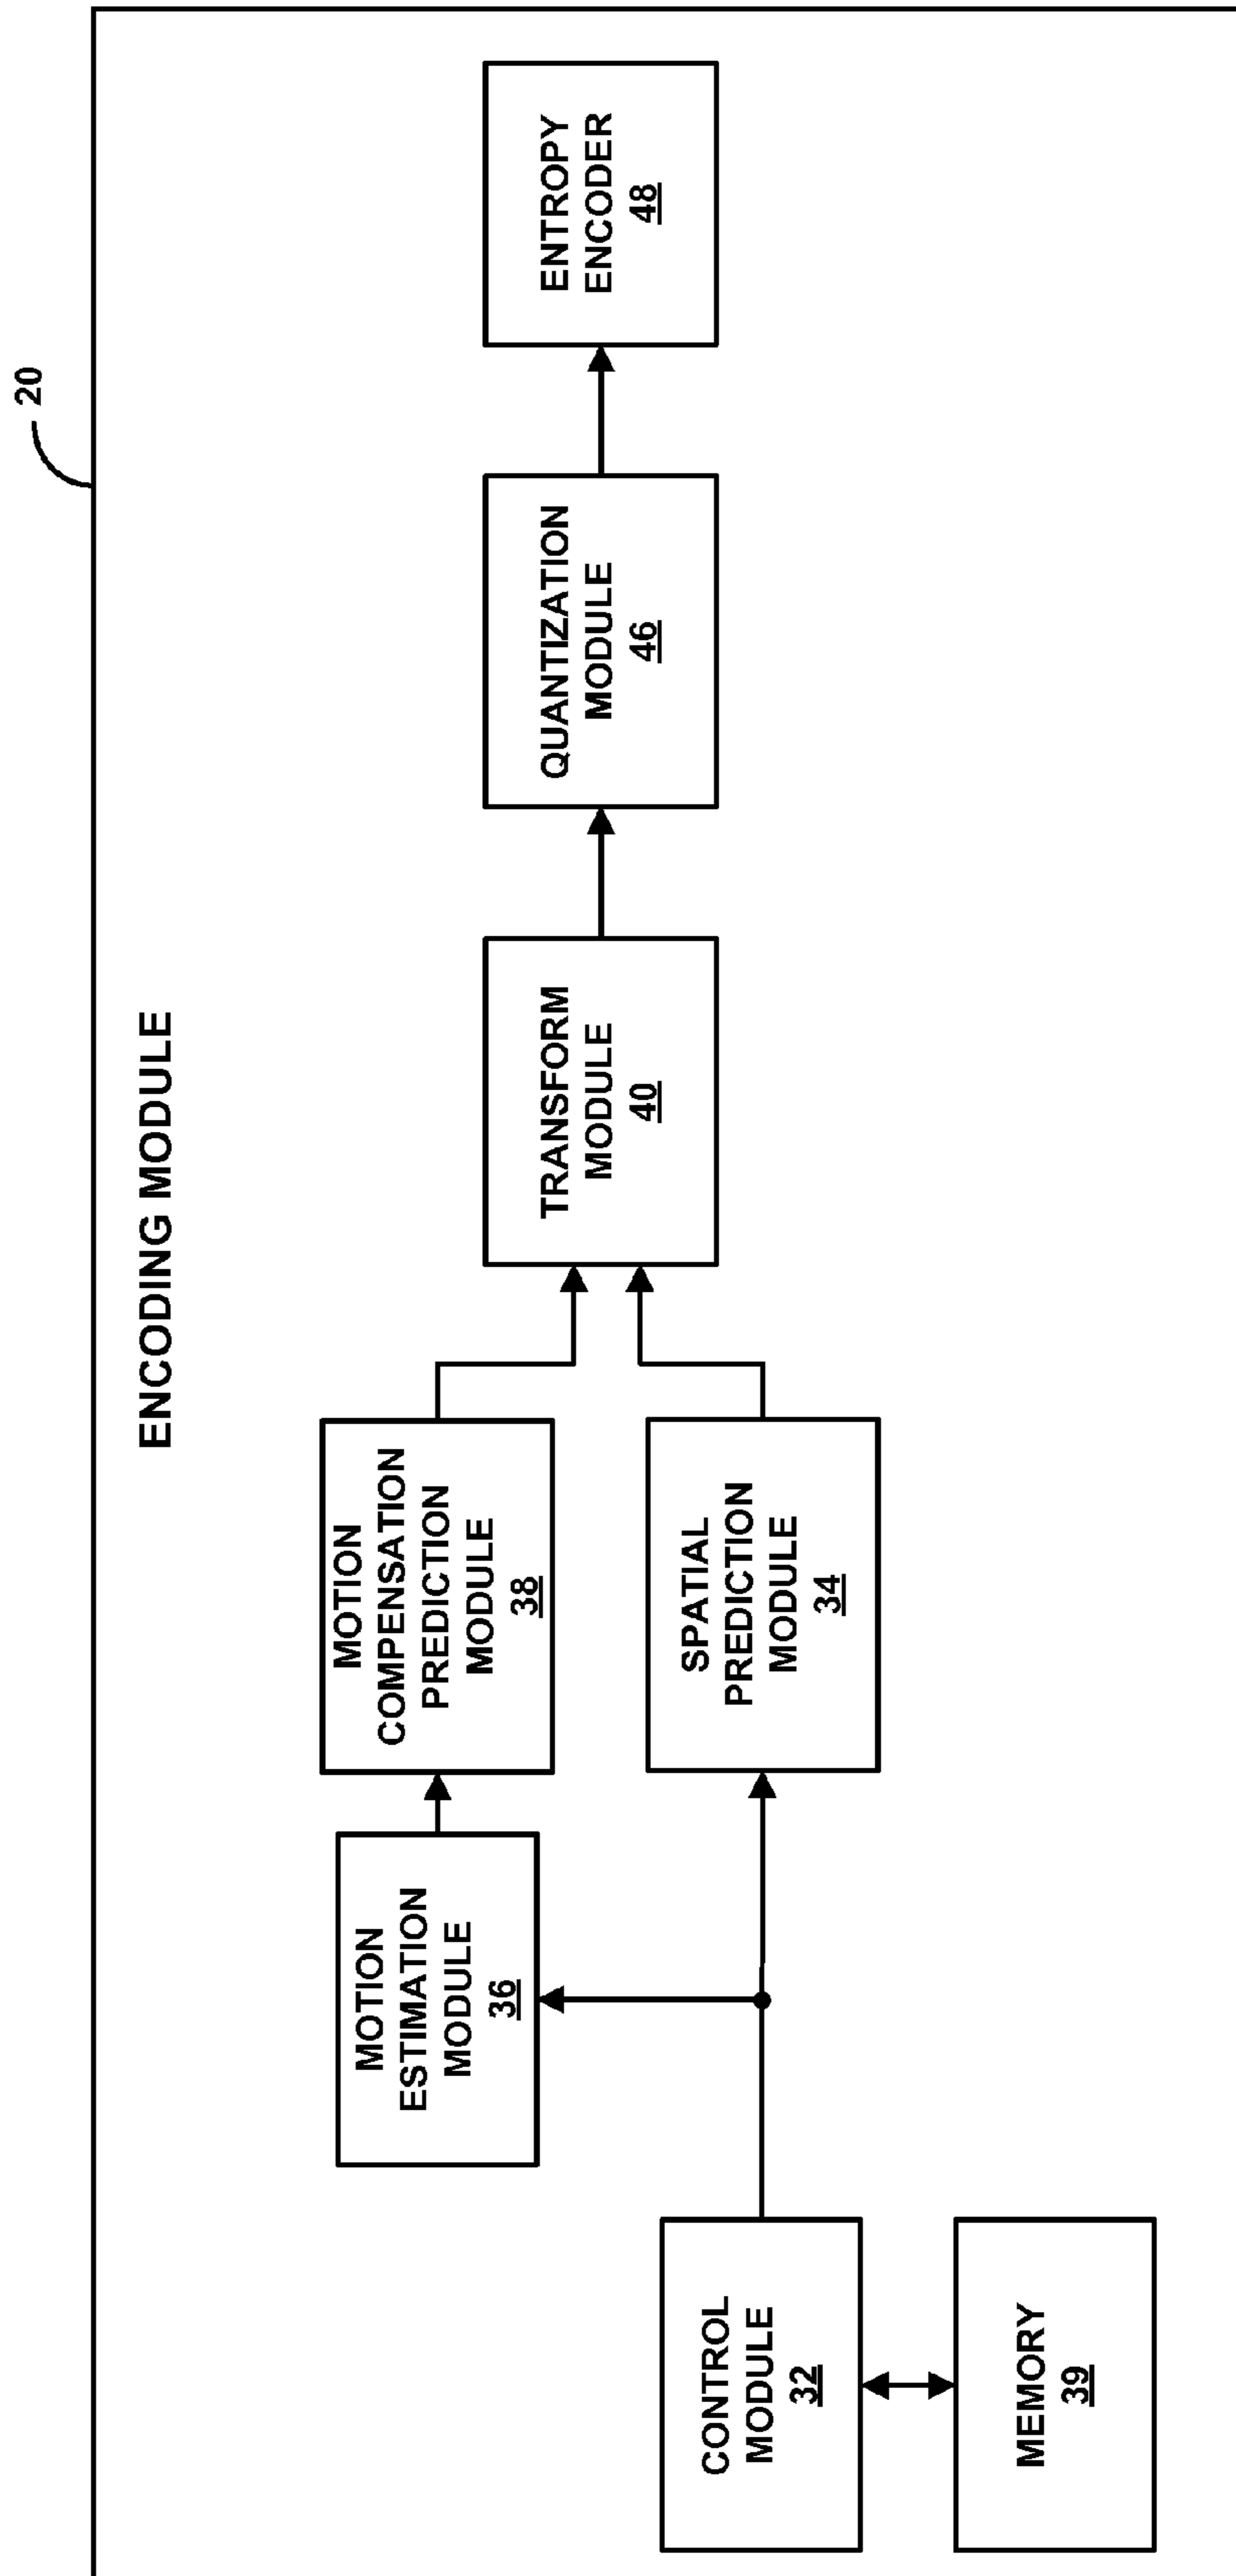 20
ENCODING MODULE
CONTROL
MODULE
32
MEMORY
39
MOTION
ESTIMATION
MODULE
36
MOTION
COMPENSATION
PREDICTION
MODULE
38
SPATIAL
PREDICTION
MODULE
34
TRANSFORM
MODULE
40
QUANTIZATION
MODULE
46
ENTROPY
ENCODER
48